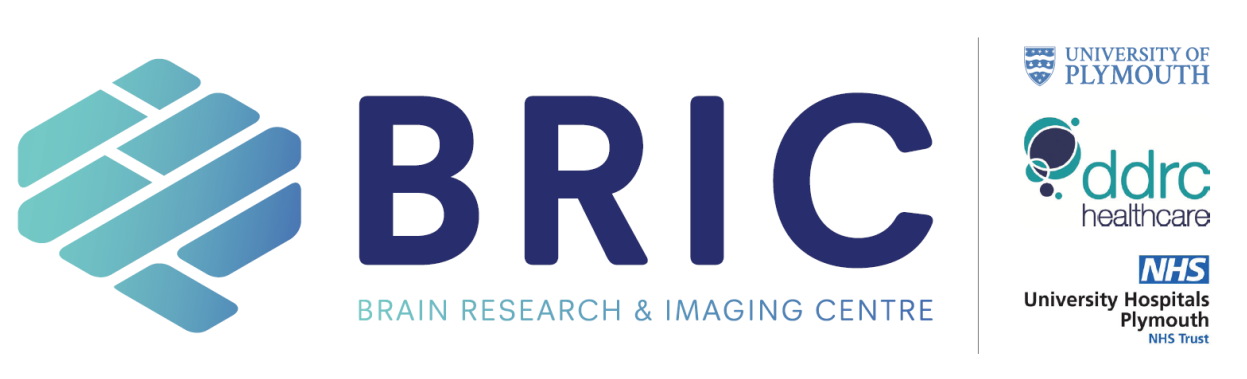 BRIC
BRAIN RESEARCH & IMAGING CENTRE
UNIVERSITY OF
PLYMOUTH
ddrc
healthcare
NHS
University Hospitals
Plymouth
NHS Trust